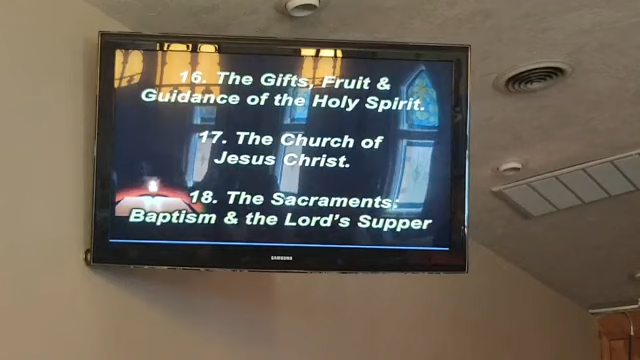 16. The Gifts, Fruit &
Guidance of the Holy Spirit.
17. The Church of
Jesus Christ.
18. The Sacraments:
Baptism & the Lord's Supper
SAMSUNG